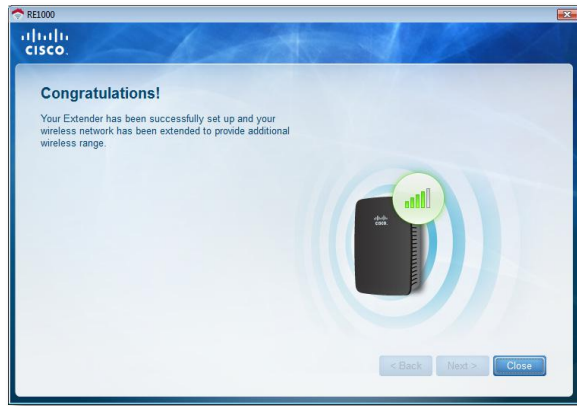 RE1000
CISCO.
Congratulations!
Your Extender has been successfully set up and your
wireless network has been extended to provide additional
wireless range.
CISCO.
< Back Next > Close